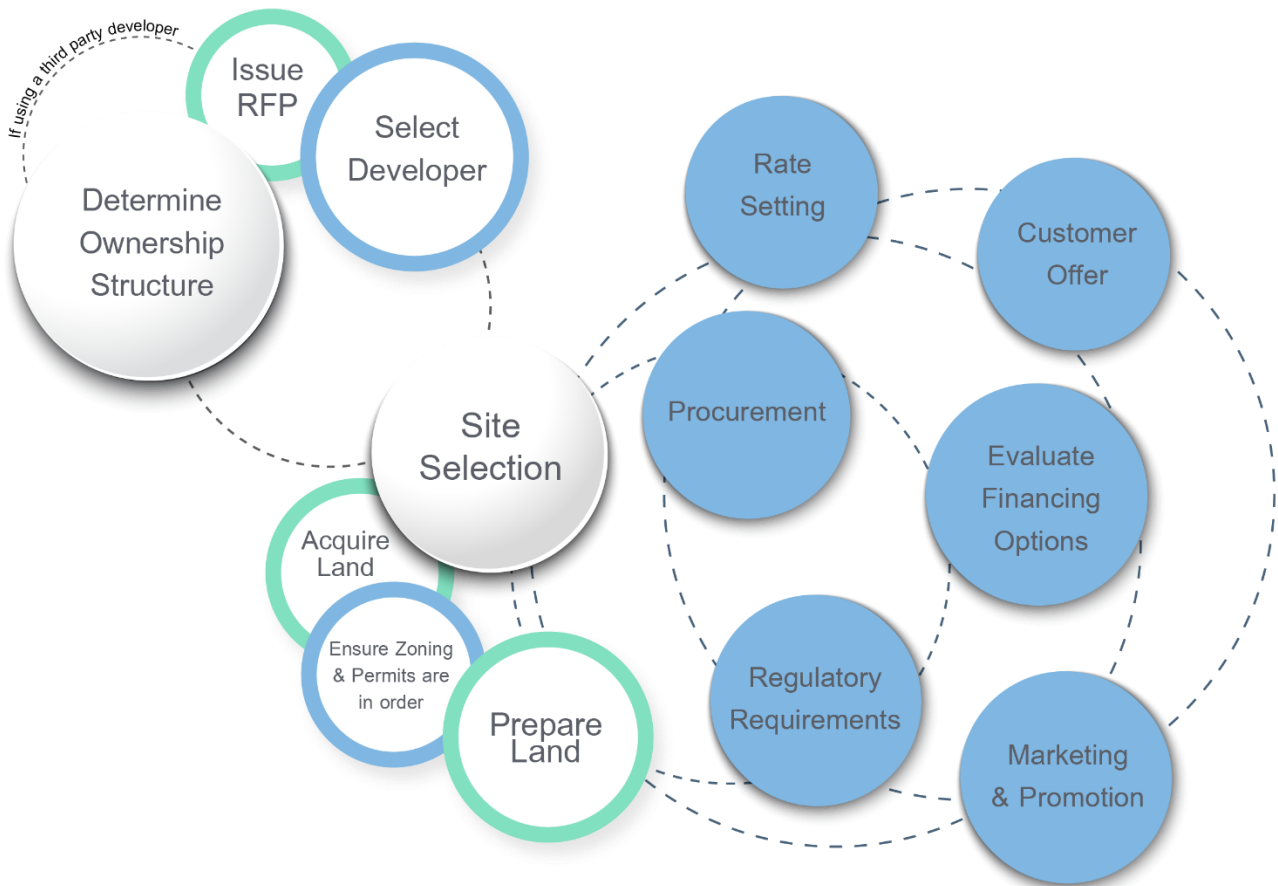 If using a third party developer
Issue
RFP
Select
Developer
Determine
Ownership
Structure
Site
Selection
Acquire
Land
Ensure Zoning
& Permits are
in order
Prepare
Land
Rate
Setting
Customer
Offer
Procurement
Evaluate
Financing
Options
Regulatory
Requirements
Marketing
& Promotion